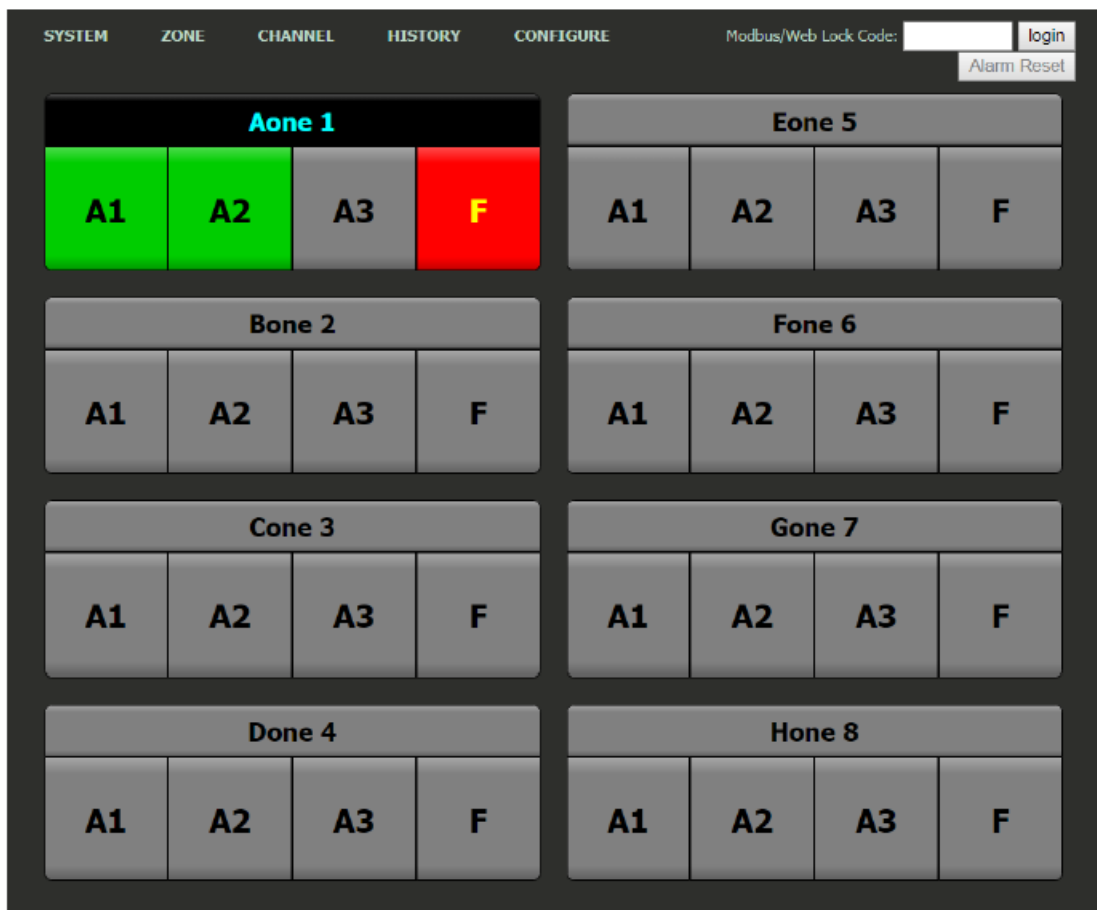 SYSTEM ZONE CHANNEL HISTORY CONFIGURE Modbus/Web Lock Code: login
Alarm Reset
Aone 1 Eone 5
A1 A2 A3 F A1 A2 A3 F
Bone 2 Fone 6
A1 A2 A3 F A1 A2 A3 F
Cone 3 Gone 7
A1 A2 A3 F A1 A2 A3 F
Done 4 Hone 8
A1 A2 A3 F A1 A2 A3 F